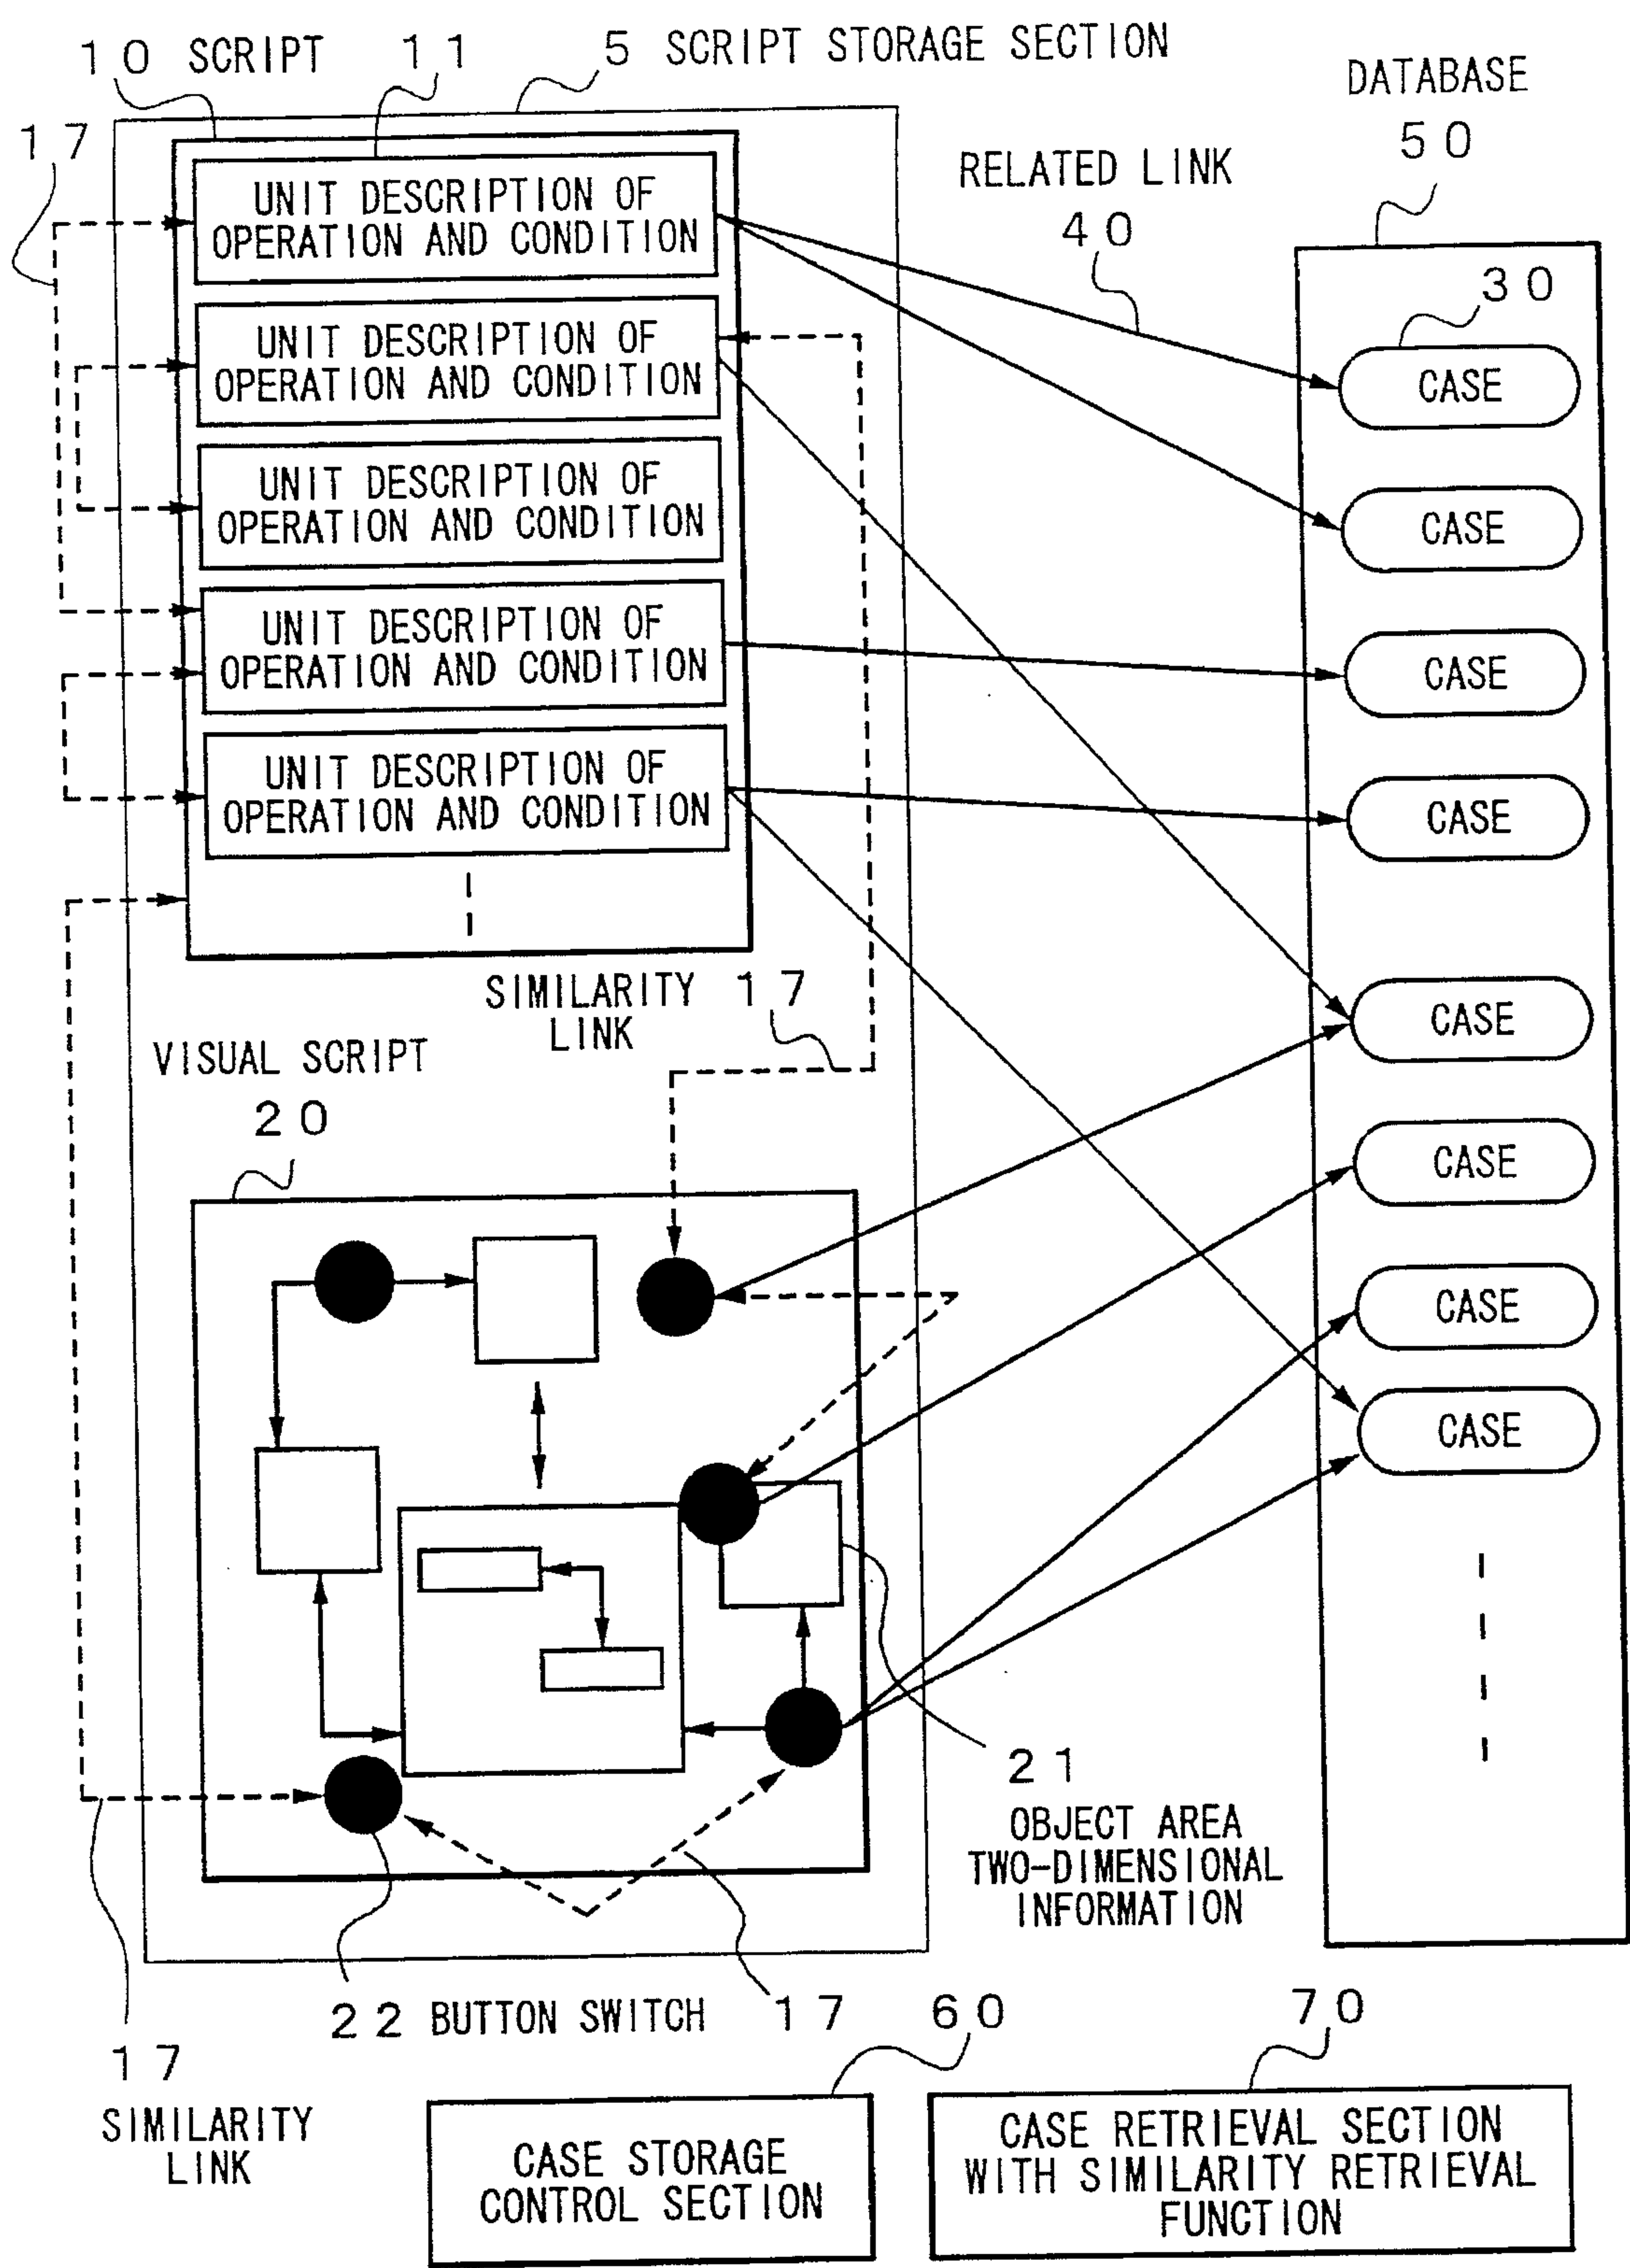 10 SCRIPT
11
5 SCRIPT STORAGE SECTION
DATABASE
50
17
RELATED LINK
40
30
UNIT DESCRIPTION OF
OPERATION AND CONDITION
UNIT DESCRIPTION OF
OPERATION AND CONDITION
UNIT DESCRIPTION OF
OPERATION AND CONDITION
UNIT DESCRIPTION OF
OPERATION AND CONDITION
UNIT DESCRIPTION OF
OPERATION AND CONDITION
CASE
CASE
CASE
CASE
CASE
CASE
CASE
CASE
SIMILARITY 17
LINK
VISUAL SCRIPT
20
21
OBJECT AREA
TWO-DIMENSIONAL
INFORMATION
22 BUTTON SWITCH
17
60
70
17
SIMILARITY
LINK
CASE STORAGE
CONTROL SECTION
CASE RETRIEVAL SECTION
WITH SIMILARITY RETRIEVAL
FUNCTION